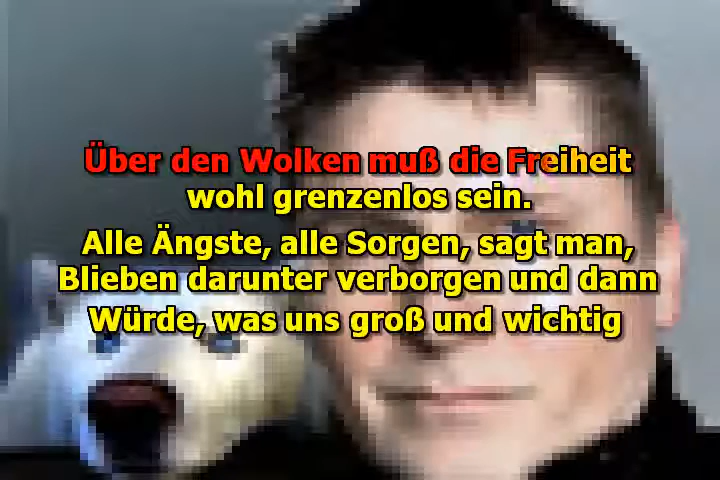 Über den Wolken muß die Freiheit
wohl grenzenlos sein.
Alle Ängste, alle Sorgen, sagt man,
Blieben darunter verborgen und dann
Würde, was uns groß und wichtig